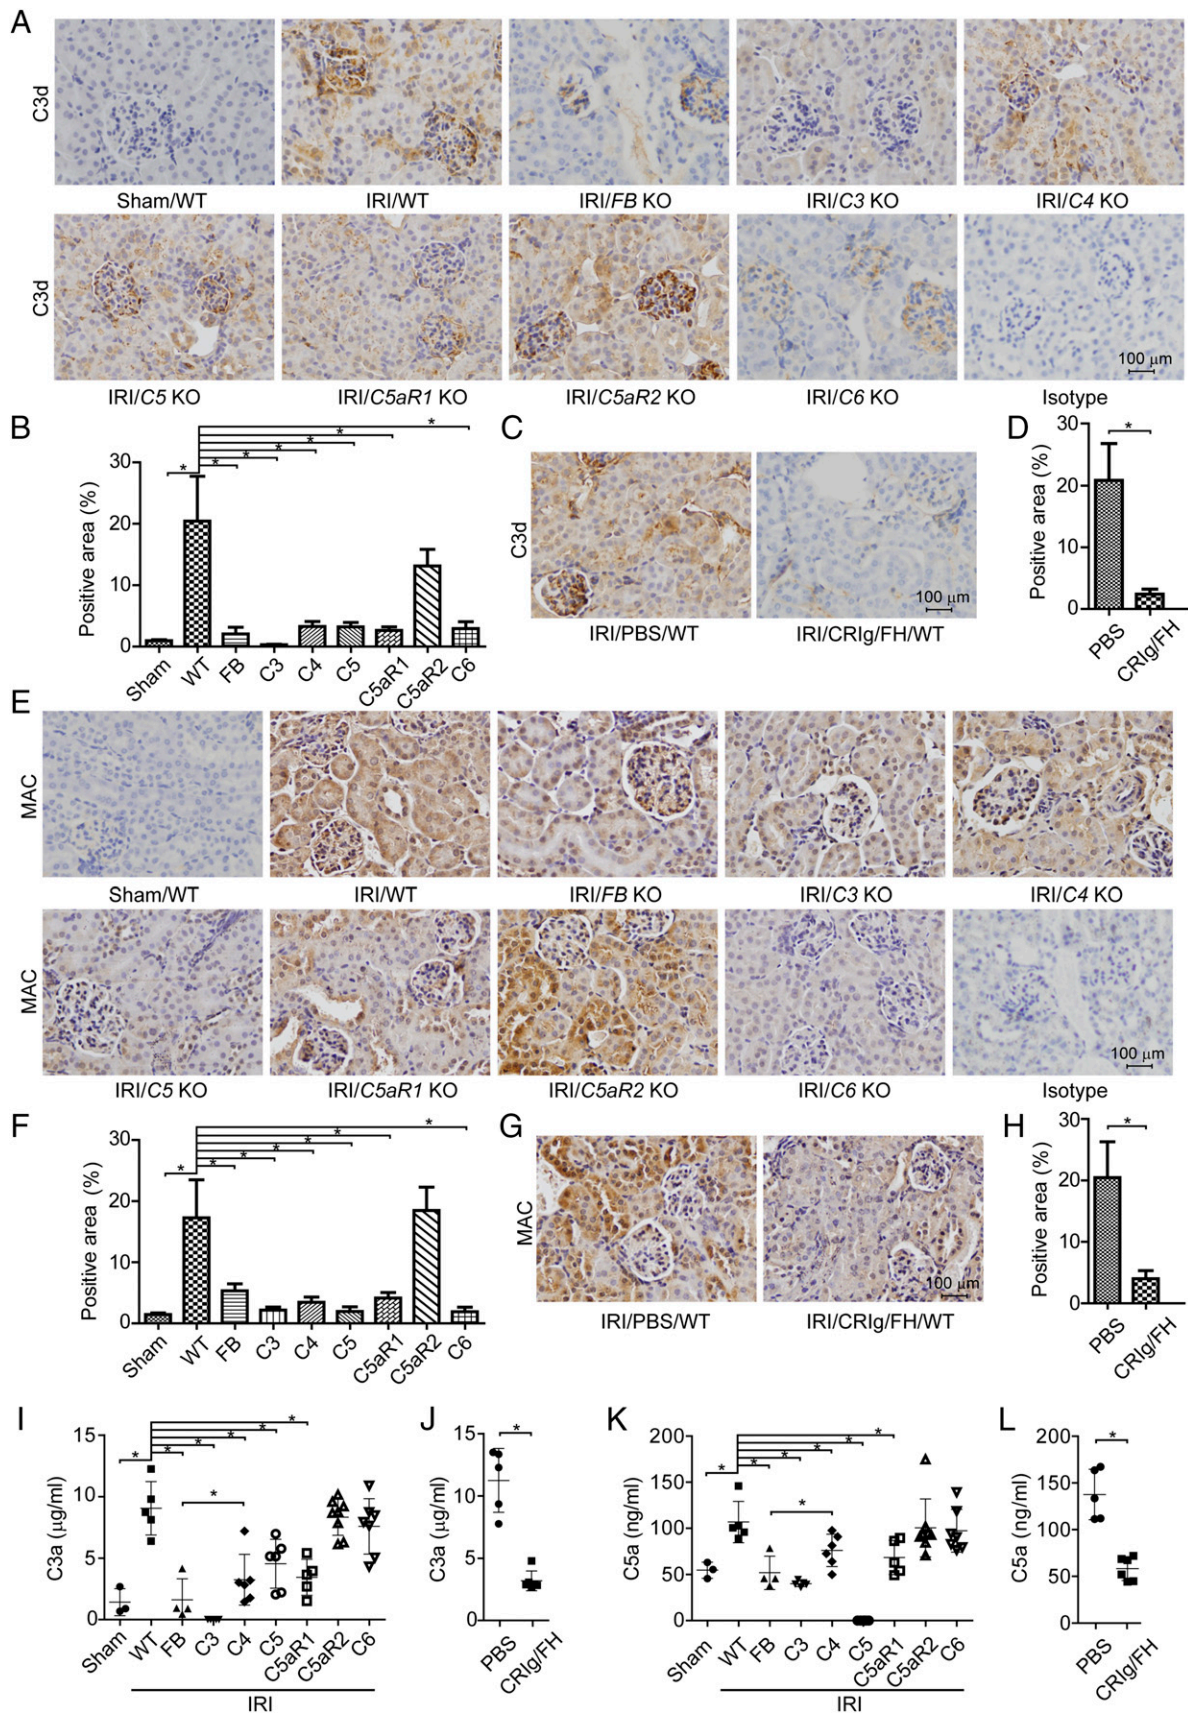 A
C3d
Sham/WT
IRI/WT
IRI/FB KO
IRI/C3 KO
IRI/C4 KO
C3d
100 μm
IRI/C5 KO
IRI/C5aR1 KO
IRI/C5aR2 KO
IRI/C6 KO
Isotype
B
Positive area (%)
30
20
10
0
* * * * * * *
Sham WT FB C3 C4 C5 C5aR1 C5aR2 C6
C
C3d
100 μm
IRI/PBS/WT
IRI/CRIg/FH/WT
D
Positive area (%)
30
20
10
0
*
PBS CRIg/FH
E
MAC
Sham/WT
IRI/WT
IRI/FB KO
IRI/C3 KO
IRI/C4 KO
MAC
100 μm
IRI/C5 KO
IRI/C5aR1 KO
IRI/C5aR2 KO
IRI/C6 KO
Isotype
F
Positive area (%)
30
20
10
0
* * * * * * *
Sham WT FB C3 C4 C5 C5aR1 C5aR2 C6
G
MAC
100 μm
IRI/PBS/WT
IRI/CRIg/FH/WT
H
Positive area (%)
30
20
10
0
*
PBS CRIg/FH
I
C3a (μg/ml)
15
10
5
0
* * * * * * *
Sham WT FB C3 C4 C5 C5aR1 C5aR2 C6
IRI
J
C3a (μg/ml)
15
10
5
0
*
PBS CRIg/FH
K
C5a (ng/ml)
200
150
100
50
0
* * * * * * *
Sham WT FB C3 C4 C5 C5aR1 C5aR2 C6
IRI
L
C5a (ng/ml)
200
150
100
50
0
*
PBS CRIg/FH